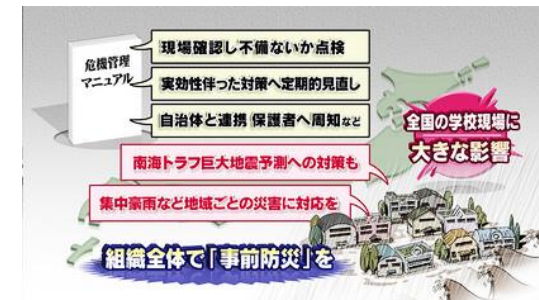 危機管理
マニュアル
現場確認し不備ないか点検
実効性伴った対策へ定期的見直し
自治体と連携 保護者へ周知など
全国の学校現場に
大きな影響
南海トラフ巨大地震予測への対策も
集中豪雨など地域ごとの災害に対応を
組織全体で「事前防災」を